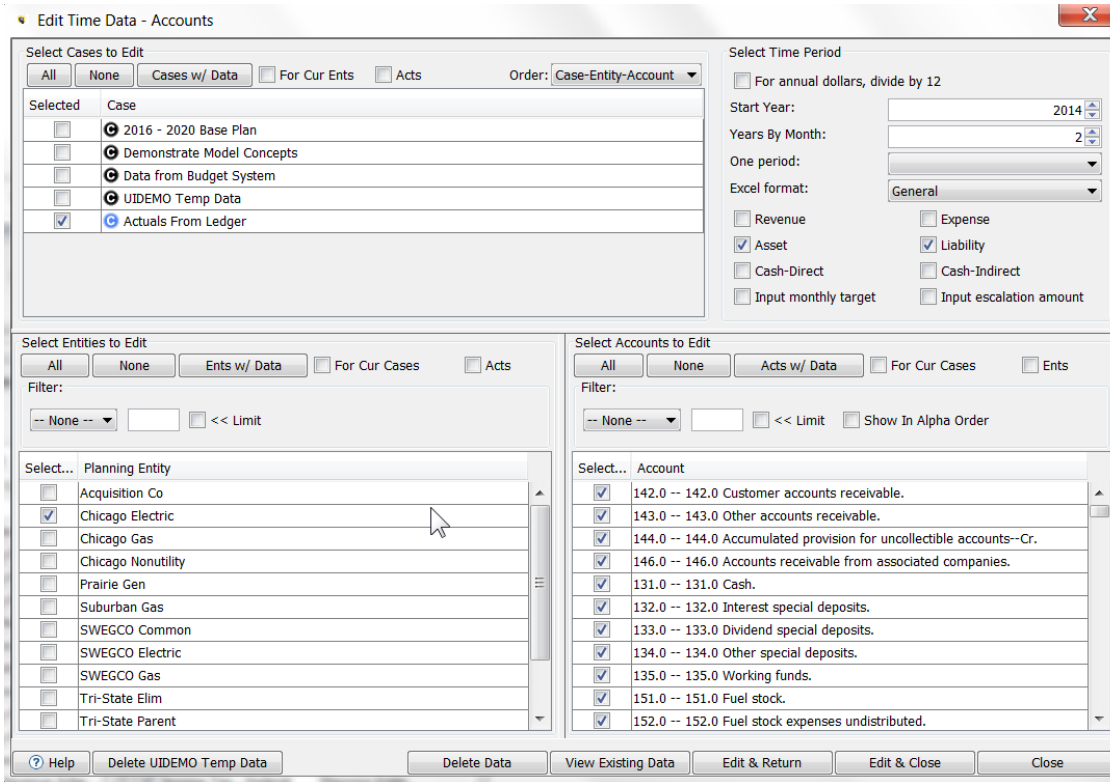 Edit Time Data - Accounts
X
Select Cases to Edit
All None Cases w/ Data For Cur Ents Acts Order: Case-Entity-Account
Selected Case
C 2016 - 2020 Base Plan
C Demonstrate Model Concepts
C Data from Budget System
C UIDEMO Temp Data
C Actuals From Ledger
Select Time Period
For annual dollars, divide by 12
Start Year: 2014
Years By Month: 2
One period:
Excel format: General
Revenue Expense
Asset Liability
Cash-Direct Cash-Indirect
Input monthly target Input escalation amount
Select Entities to Edit
All None Ents w/ Data For Cur Cases Acts
Filter:
-- None -- << Limit
Select... Planning Entity
Acquisition Co
Chicago Electric
Chicago Gas
Chicago Nonutility
Prairie Gen
Suburban Gas
SWEGCO Common
SWEGCO Electric
SWEGCO Gas
Tri-State Elim
Tri-State Parent
Select Accounts to Edit
All None Acts w/ Data For Cur Cases Ents
Filter:
-- None -- << Limit Show In Alpha Order
Select... Account
142.0 -- 142.0 Customer accounts receivable.
143.0 -- 143.0 Other accounts receivable.
144.0 -- 144.0 Accumulated provision for uncollectible accounts--Cr.
146.0 -- 146.0 Accounts receivable from associated companies.
131.0 -- 131.0 Cash.
132.0 -- 132.0 Interest special deposits.
133.0 -- 133.0 Dividend special deposits.
134.0 -- 134.0 Other special deposits.
135.0 -- 135.0 Working funds.
151.0 -- 151.0 Fuel stock.
152.0 -- 152.0 Fuel stock expenses undistributed.
? Help Delete UIDEMO Temp Data Delete Data View Existing Data Edit & Return Edit & Close Close